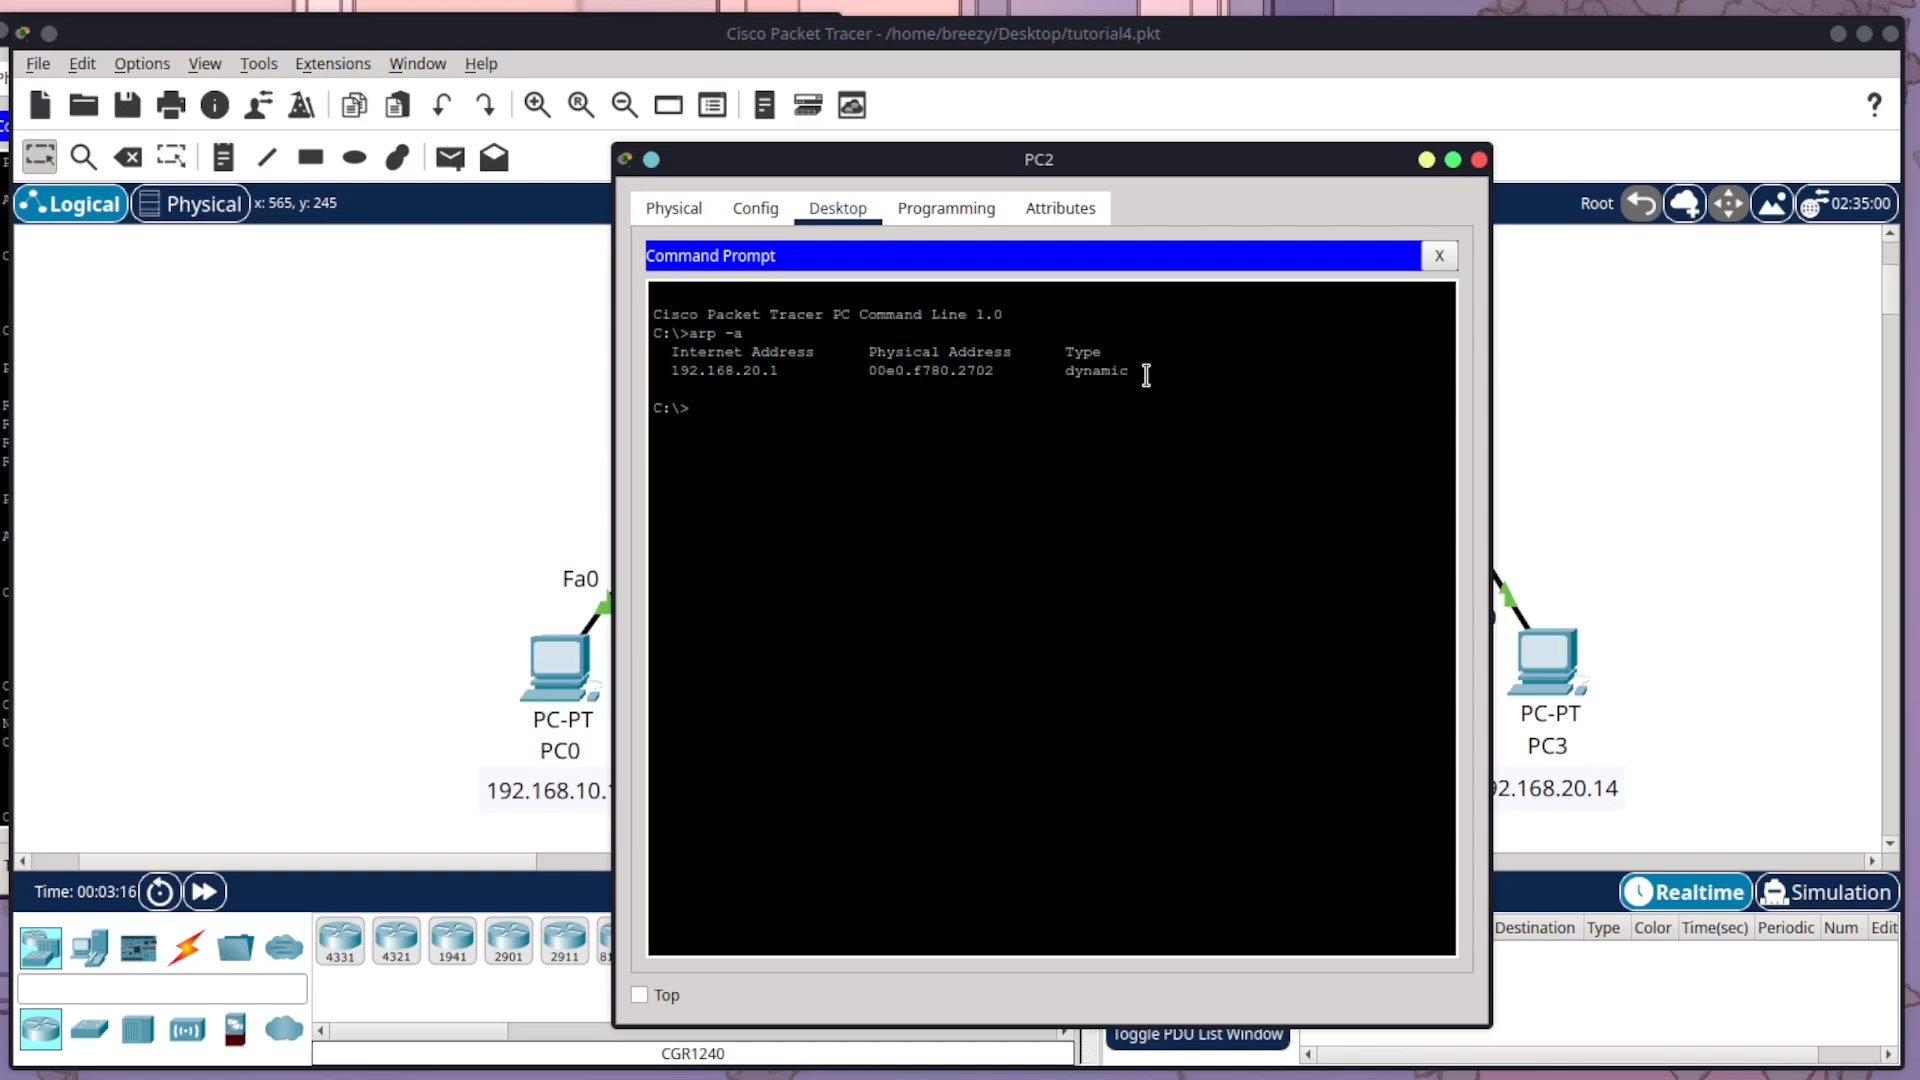 Cisco Packet Tracer - /home/breezy/Desktop/tutorial4.pkt
File Edit Options View Tools Extensions Window Help
?
PC2
Logical Physical x: 565, y: 245
Root 02:35:00
Physical Config Desktop Programming Attributes
Command Prompt X
Cisco Packet Tracer PC Command Line 1.0
C:\>arp -a
Internet Address Physical Address Type
192.168.20.1 00e0.f780.2702 dynamic
C:\>
Fa0
PC-PT
PC0
192.168.10.
PC-PT
PC3
2.168.20.14
Time: 00:03:16
Realtime Simulation
4331 4321 1941 2901 2911
Destination Type Color Time(sec) Periodic Num Edit
Top
Toggle PDU List Window
CGR1240